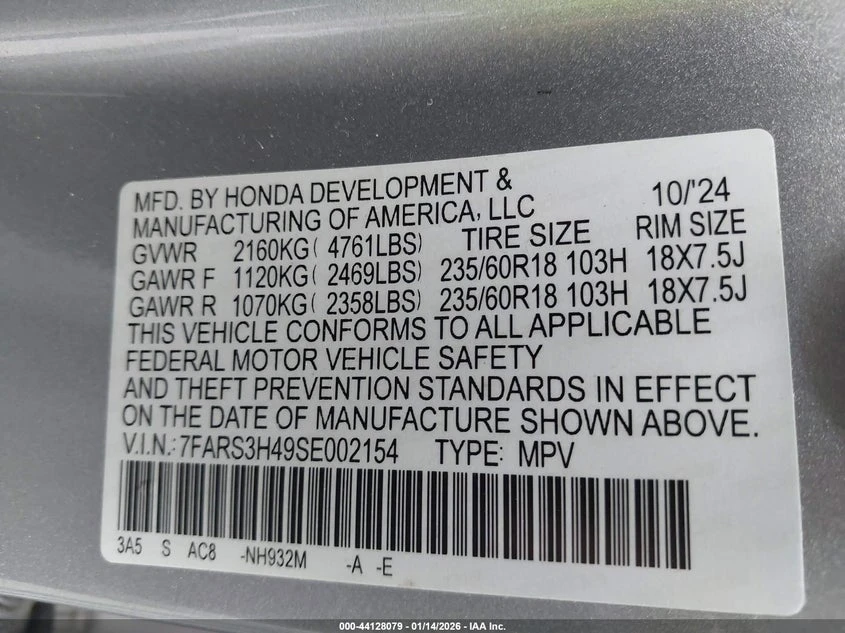 MFD. BY HONDA DEVELOPMENT & 10/'24
MANUFACTURING OF AMERICA, LLC
GVWR 2160KG( 4761LBS) TIRE SIZE RIM SIZE
GAWR F 1120KG( 2469LBS) 235/60R18 103H 18X7.5J
GAWR R 1070KG( 2358LBS) 235/60R18 103H 18X7.5J
THIS VEHICLE CONFORMS TO ALL APPLICABLE
FEDERAL MOTOR VEHICLE SAFETY
AND THEFT PREVENTION STANDARDS IN EFFECT
ON THE DATE OF MANUFACTURE SHOWN ABOVE.
V.I.N.: 7FARS3H49SE002154 TYPE: MPV
3A5 S AC8 -NH932M -A -E
000-44128079 - 01/14/2026 - IAA Inc.